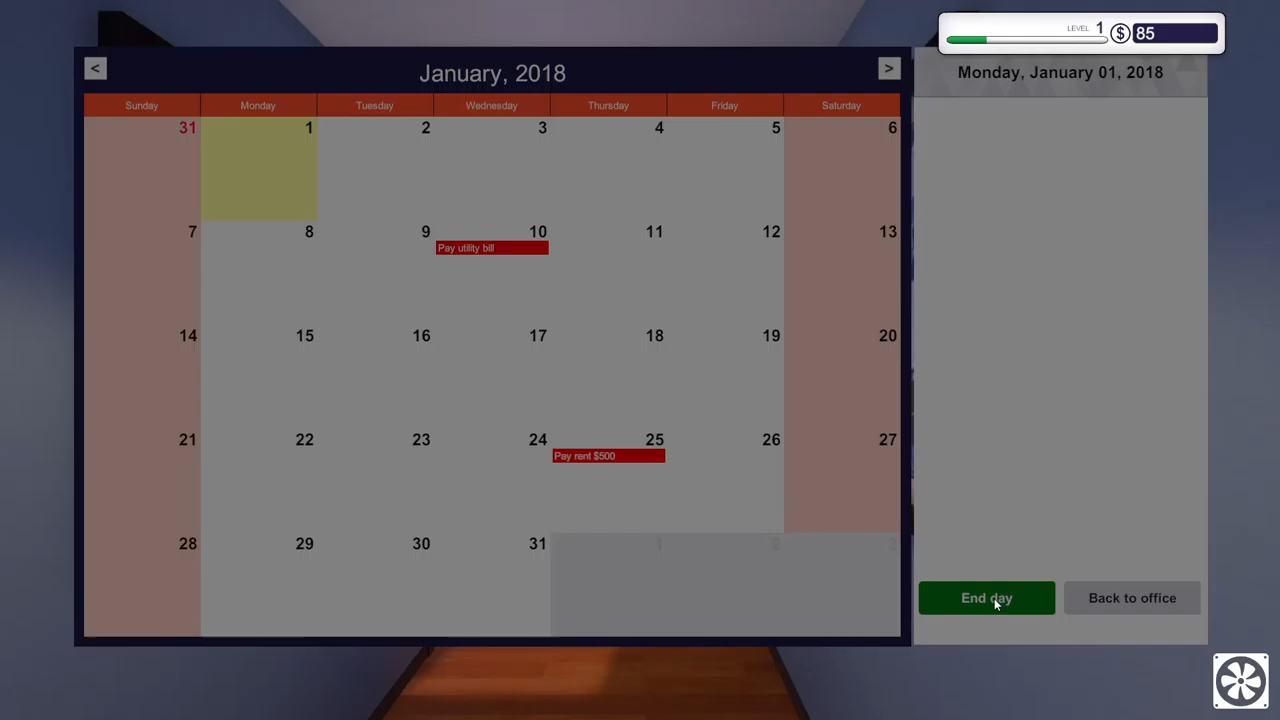 LEVEL 1
$ 85
< January, 2018 >
Monday, January 01, 2018
Sunday Monday Tuesday Wednesday Thursday Friday Saturday
31 1 2 3 4 5 6
7 8 9 10 11 12 13
Pay utility bill
14 15 16 17 18 19 20
21 22 23 24 25 26 27
Pay rent $500
28 29 30 31 1 2 3
End day Back to office